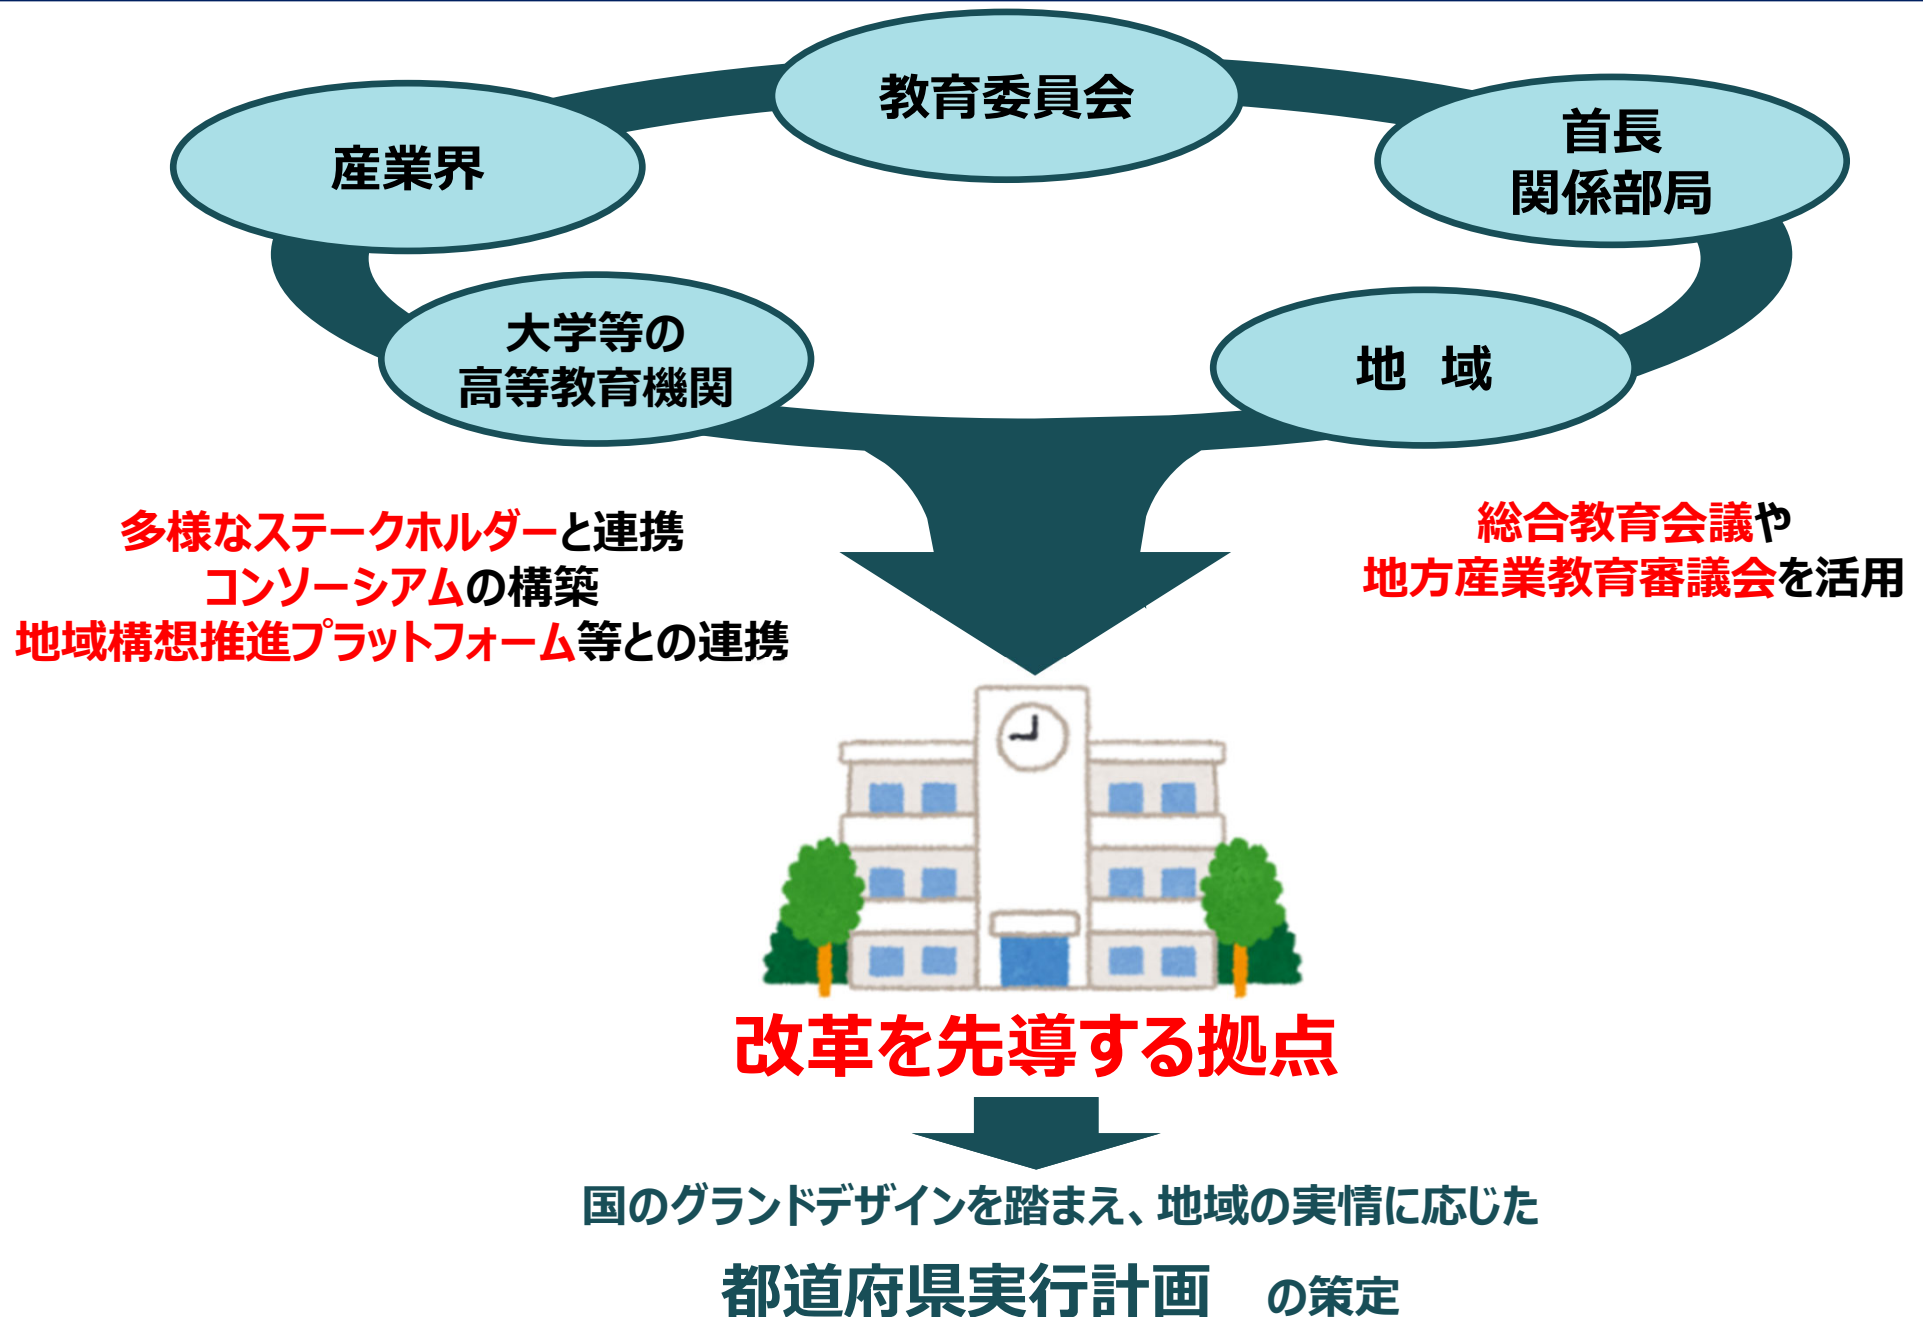 教育委員会
産業界
首長
関係部局
大学等の
高等教育機関
地　域
多様なステークホルダーと連携
コンソーシアムの構築
地域構想推進プラットフォーム等との連携
総合教育会議や
地方産業教育審議会を活用
改革を先導する拠点
国のグランドデザインを踏まえ、地域の実情に応じた
都道府県実行計画　の策定